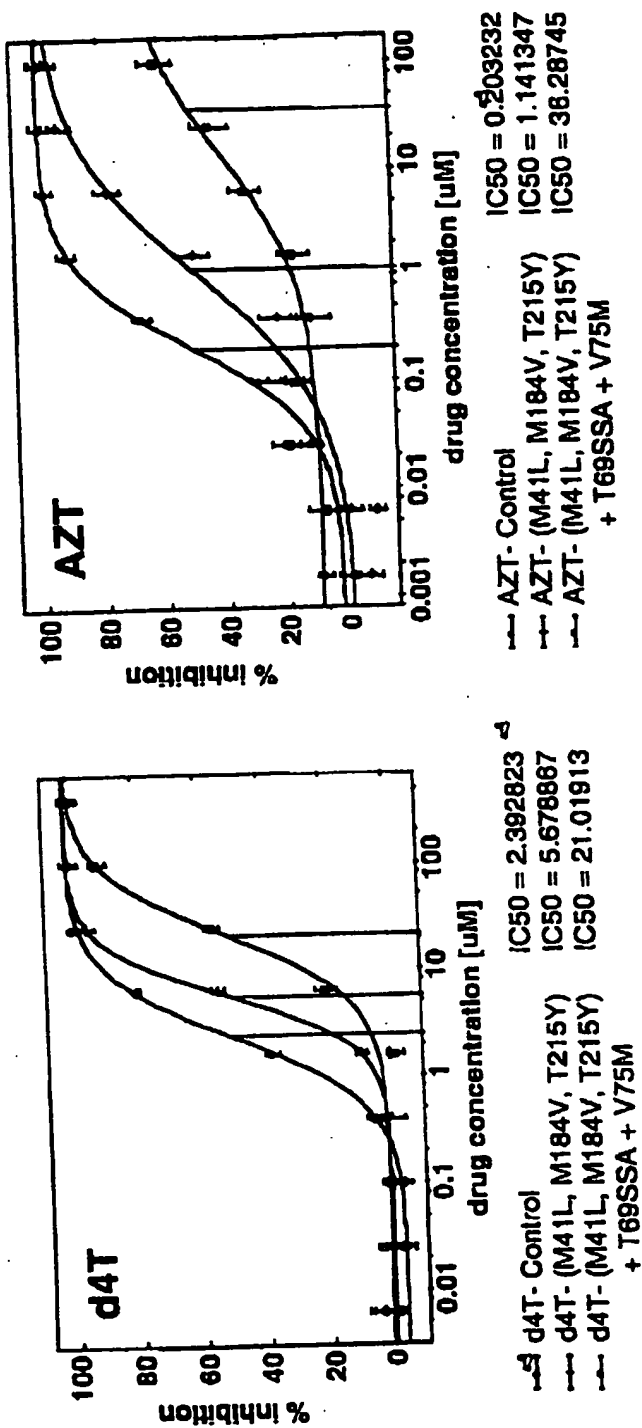 d4T
% inhibition
100
80
60
40
20
0
0.01
0.1
1
10
100
drug concentration [uM]
d4T- Control IC50 = 2.392823
d4T- (M41L, M184V, T215Y) IC50 = 5.678867
d4T- (M41L, M184V, T215Y) IC50 = 21.01913
+ T69SSA + V75M
AZT
% inhibition
100
80
60
40
20
0
0.001
0.01
0.1
1
10
100
drug concentration [uM]
AZT- Control IC50 = 0.203232
AZT- (M41L, M184V, T215Y) IC50 = 1.141347
AZT- (M41L, M184V, T215Y) IC50 = 36.28745
+ T69SSA + V75M